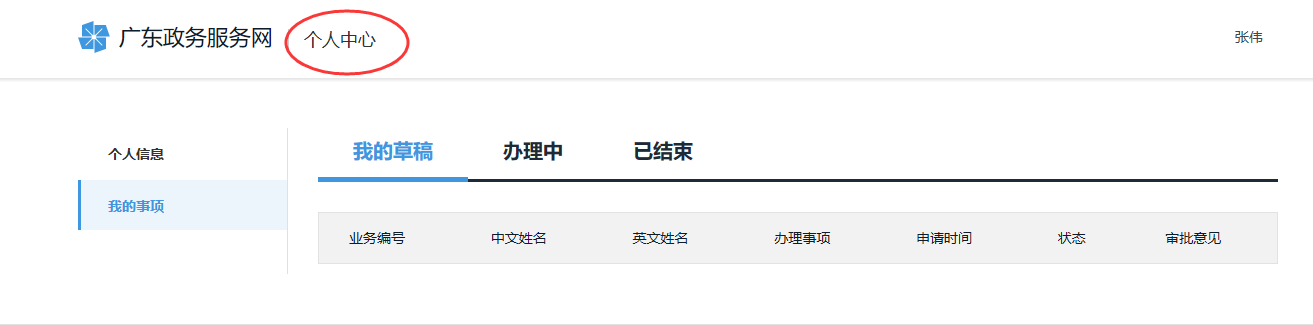 广东政务服务网 个人中心 张伟
个人信息
我的事项
我的草稿 办理中 已结束
业务编号 中文姓名 英文姓名 办理事项 申请时间 状态 审批意见